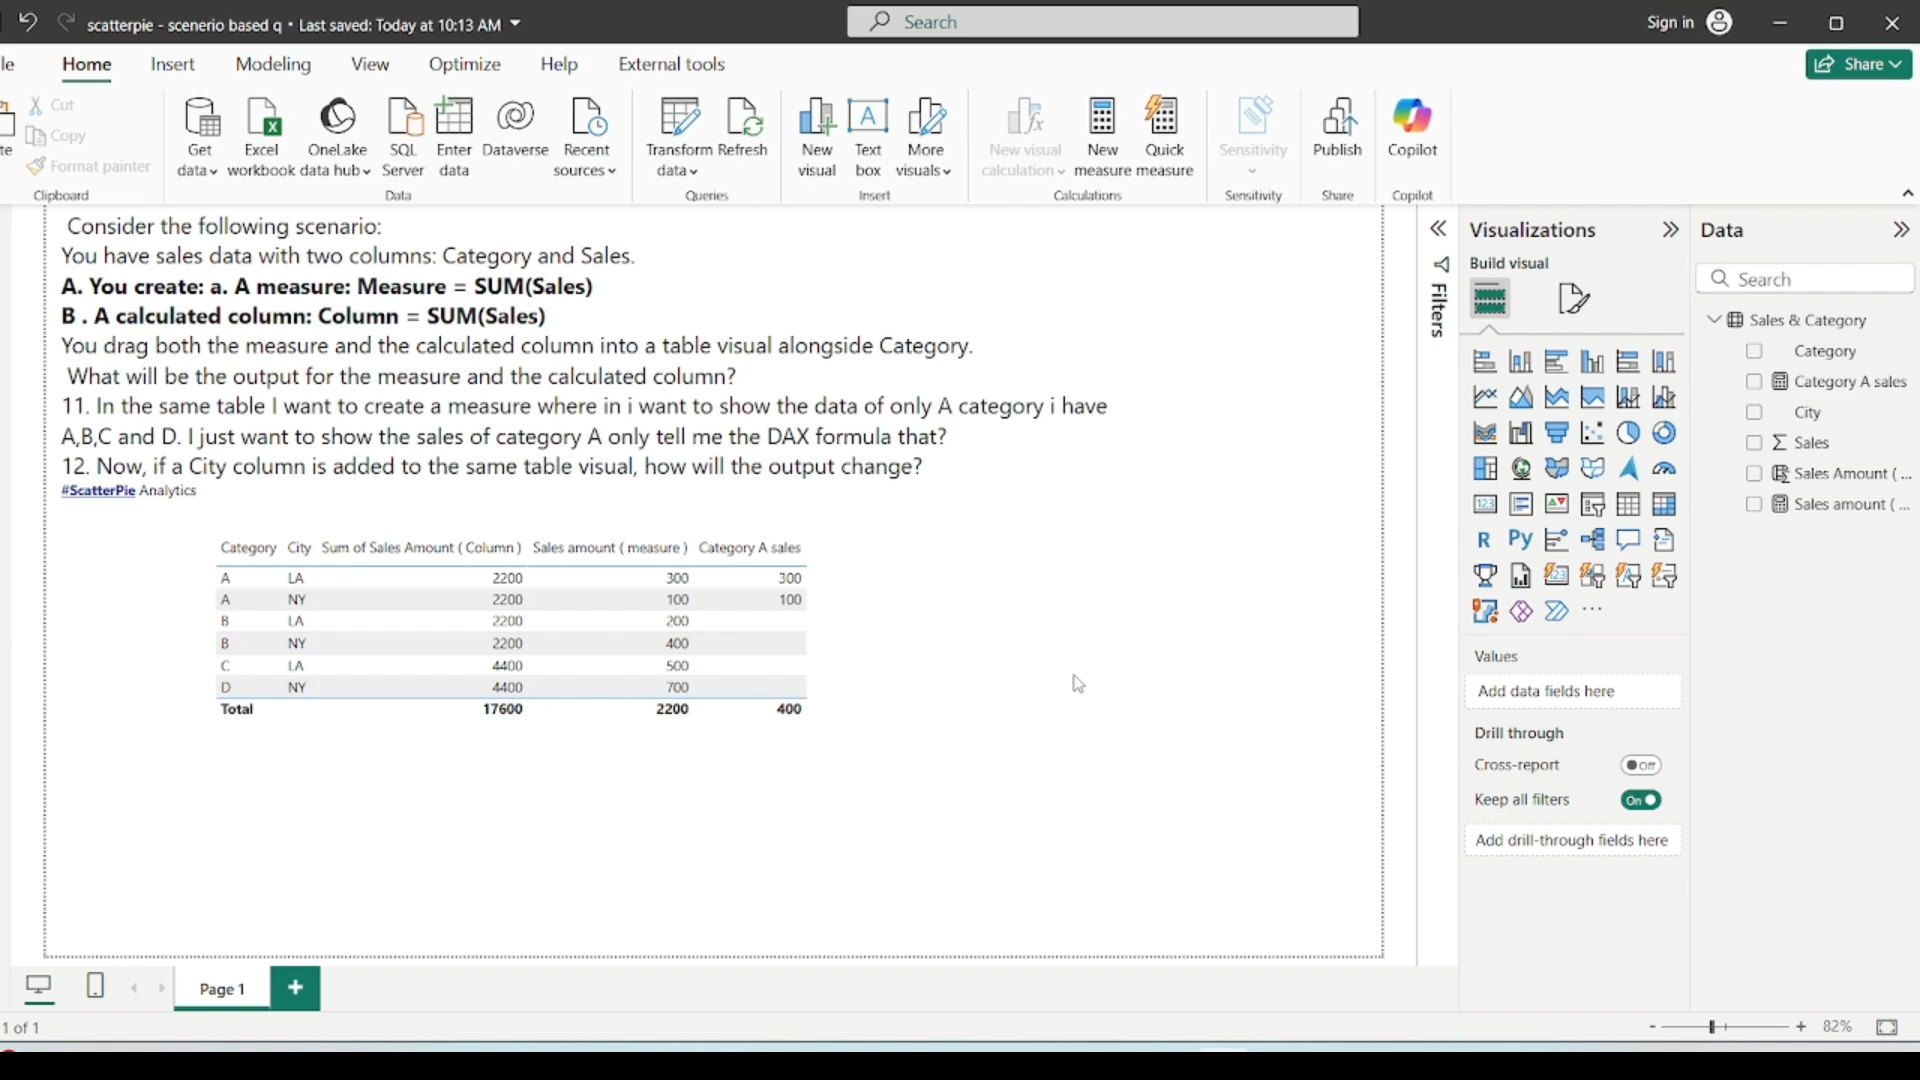 scatterpie - scenerio based q • Last saved: Today at 10:13 AM
Search
Sign in
le
Home
Insert
Modeling
View
Optimize
Help
External tools
Share
Cut
Copy
te
Format painter
Clipboard
Get data
Excel workbook
OneLake data hub
SQL Server
Enter data
Dataverse
Recent sources
Data
Transform data
Refresh
Queries
New visual
Text box
More visuals
Insert
New visual calculation
New measure
Quick measure
Calculations
Sensitivity
Sensitivity
Publish
Share
Copilot
Copilot
Consider the following scenario:
You have sales data with two columns: Category and Sales.
A. You create: a. A measure: Measure = SUM(Sales)
B . A calculated column: Column = SUM(Sales)
You drag both the measure and the calculated column into a table visual alongside Category.
What will be the output for the measure and the calculated column?
11. In the same table I want to create a measure where in i want to show the data of only A category i have
A,B,C and D. I just want to show the sales of category A only tell me the DAX formula that?
12. Now, if a City column is added to the same table visual, how will the output change?
#ScatterPie Analytics
Category City Sum of Sales Amount ( Column ) Sales amount ( measure ) Category A sales
A LA 2200 300 300
A NY 2200 100 100
B LA 2200 200
B NY 2200 400
C LA 4400 500
D NY 4400 700
Total 17600 2200 400
Filters
Visualizations
Build visual
R
Py
123
Values
Add data fields here
Drill through
Cross-report
Off
Keep all filters
On
Add drill-through fields here
Data
Search
Sales & Category
Category
Category A sales
City
Sales
Sales Amount ( ...
Sales amount ( ...
Page 1
1 of 1
- + 82%